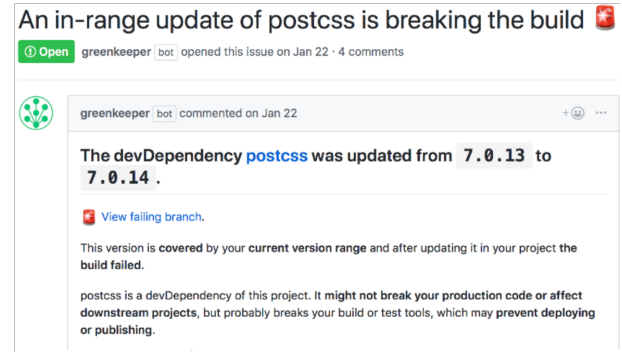 An in-range update of postcss is breaking the build 🚨
Open greenkeeper bot opened this issue on Jan 22 · 4 comments
greenkeeper bot commented on Jan 22
The devDependency postcss was updated from 7.0.13 to
7.0.14 .
🚨 View failing branch.
This version is covered by your current version range and after updating it in your project the
build failed.
postcss is a devDependency of this project. It might not break your production code or affect
downstream projects, but probably breaks your build or test tools, which may prevent deploying
or publishing.